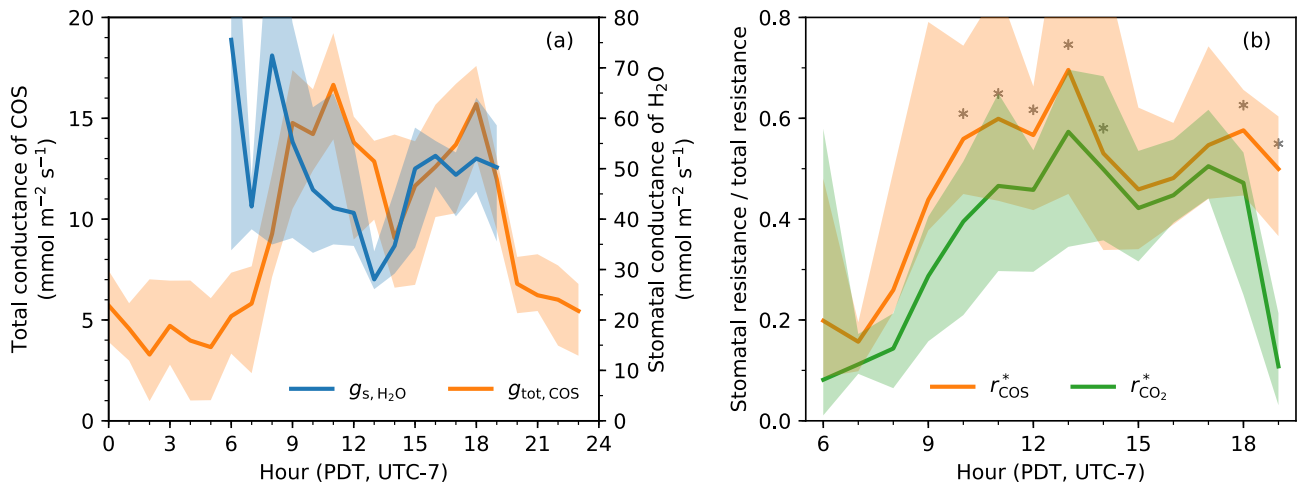 (a)
Total conductance of COS
(mmol m⁻² s⁻¹)
20
15
10
5
0
80
70
60
50
40
30
20
10
0
Stomatal conductance of H₂O
(mmol m⁻² s⁻¹)
g_s,H₂O
g_tot,COS
0 3 6 9 12 15 18 21 24
Hour (PDT, UTC-7)
(b)
Stomatal resistance / total resistance
0.8
0.6
0.4
0.2
0.0
* * * * * * *
r*_COS
r*_CO₂
6 9 12 15 18
Hour (PDT, UTC-7)